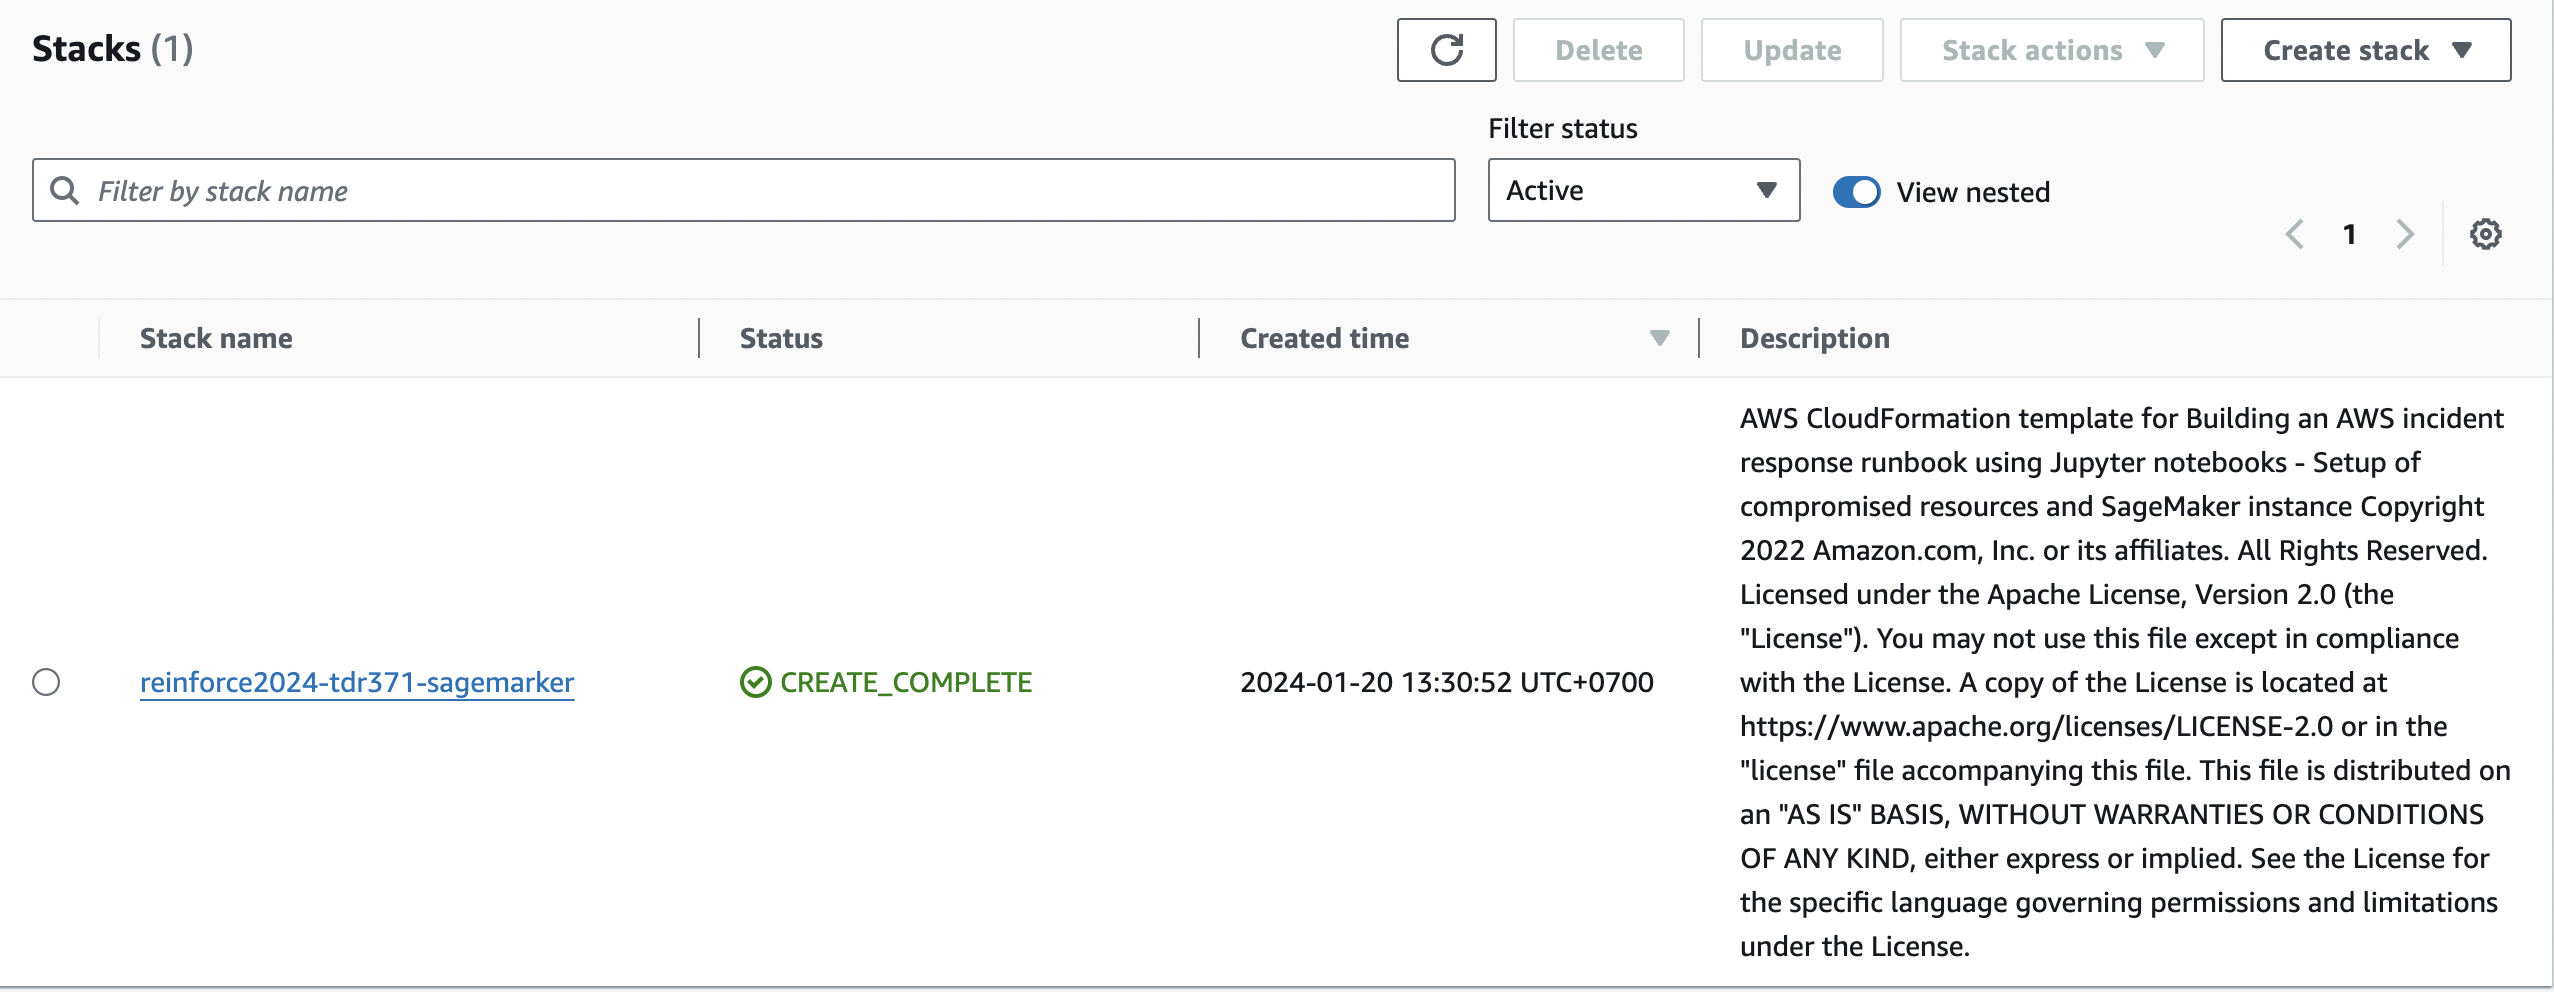 Stacks (1)
Delete
Update
Stack actions
Create stack
Filter status
Filter by stack name
Active
View nested
1
Stack name
Status
Created time
Description
reinforce2024-tdr371-sagemarker
CREATE_COMPLETE
2024-01-20 13:30:52 UTC+0700
AWS CloudFormation template for Building an AWS incident
response runbook using Jupyter notebooks - Setup of
compromised resources and SageMaker instance Copyright
2022 Amazon.com, Inc. or its affiliates. All Rights Reserved.
Licensed under the Apache License, Version 2.0 (the
"License"). You may not use this file except in compliance
with the License. A copy of the License is located at
https://www.apache.org/licenses/LICENSE-2.0 or in the
"license" file accompanying this file. This file is distributed on
an "AS IS" BASIS, WITHOUT WARRANTIES OR CONDITIONS
OF ANY KIND, either express or implied. See the License for
the specific language governing permissions and limitations
under the License.